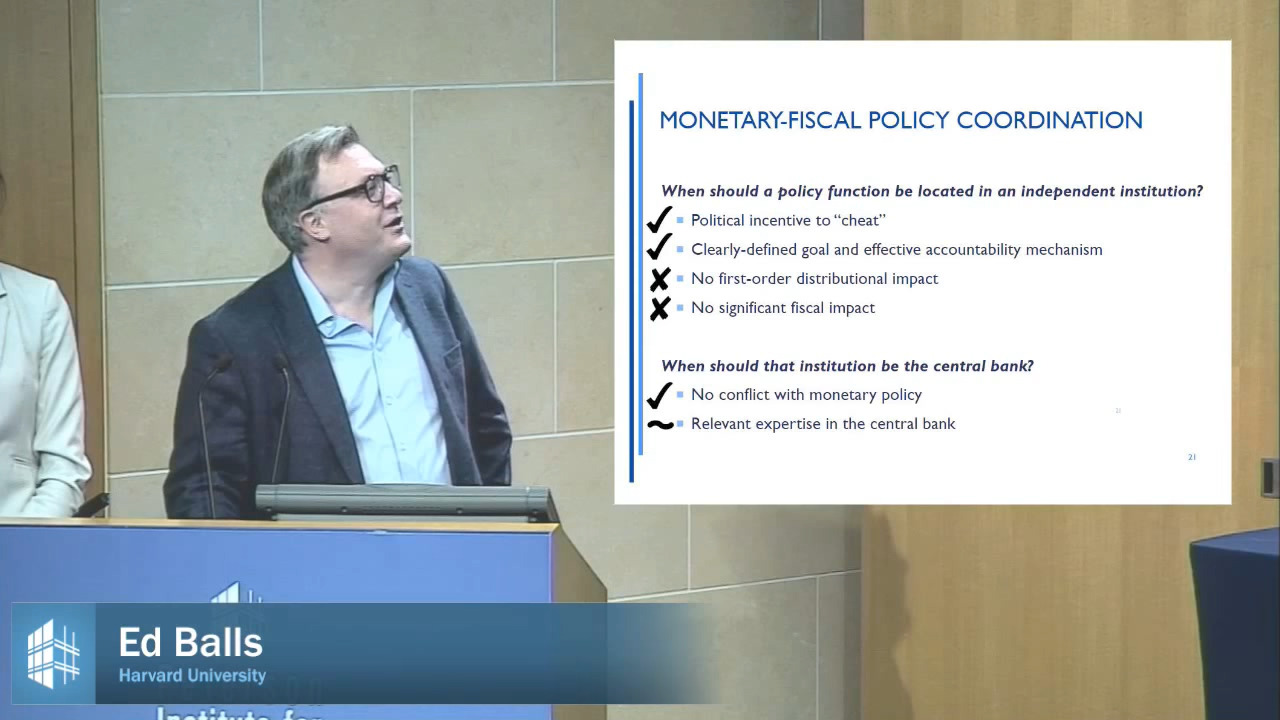 MONETARY-FISCAL POLICY COORDINATION
When should a policy function be located in an independent institution?
Political incentive to “cheat”
Clearly-defined goal and effective accountability mechanism
No first-order distributional impact
No significant fiscal impact
When should that institution be the central bank?
No conflict with monetary policy
21
Relevant expertise in the central bank
21
Ed Balls
Harvard University
Institute for